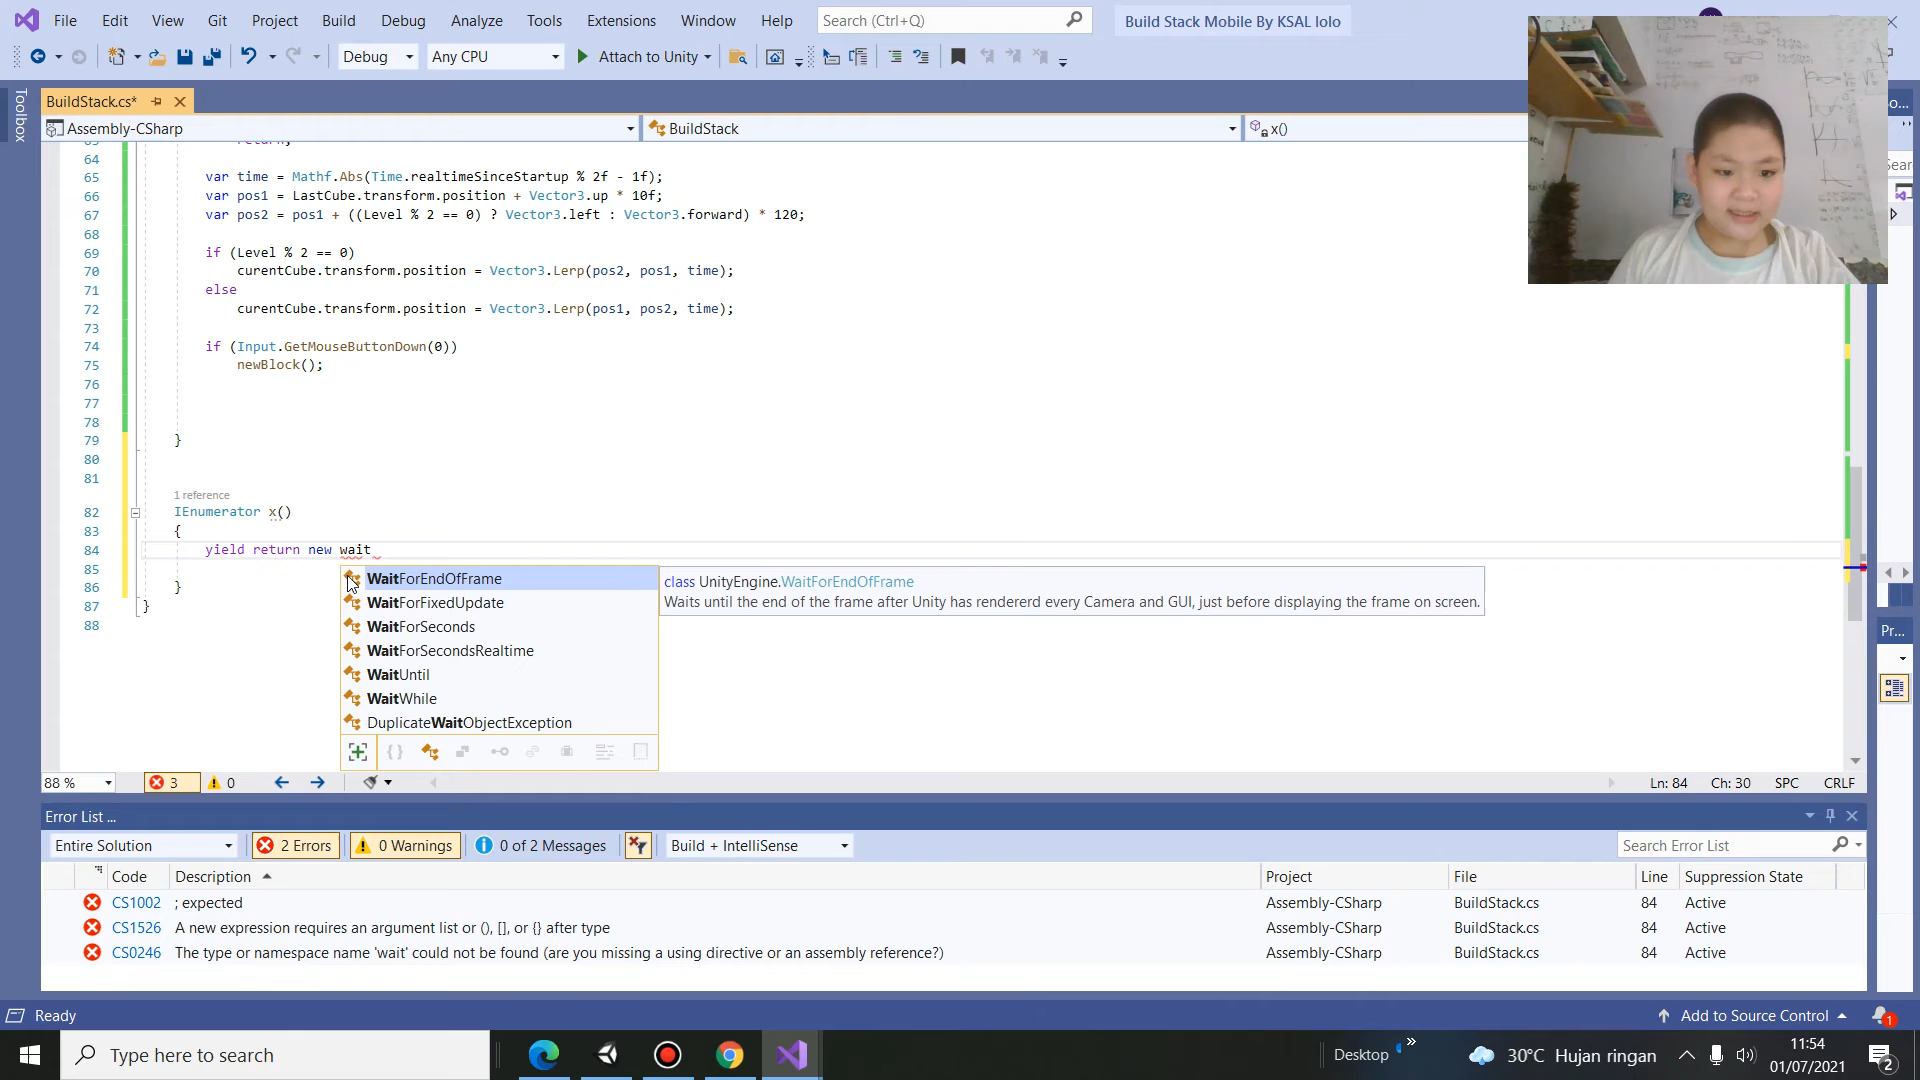 File Edit View Git Project Build Debug Analyze Tools Extensions Window Help Search (Ctrl+Q) Build Stack Mobile By KSAL lolo
Debug Any CPU Attach to Unity
Toolbox
BuildStack.cs*
Assembly-CSharp BuildStack x()
64
65 var time = Mathf.Abs(Time.realtimeSinceStartup % 2f - 1f);
66 var pos1 = LastCube.transform.position + Vector3.up * 10f;
67 var pos2 = pos1 + ((Level % 2 == 0) ? Vector3.left : Vector3.forward) * 120;
68
69 if (Level % 2 == 0)
70 curentCube.transform.position = Vector3.Lerp(pos2, pos1, time);
71 else
72 curentCube.transform.position = Vector3.Lerp(pos1, pos2, time);
73
74 if (Input.GetMouseButtonDown(0))
75 newBlock();
76
77
78
79 }
80
81
1 reference
82 IEnumerator x()
83 {
84 yield return new wait
85
86 }
87 }
88
WaitForEndOfFrame
WaitForFixedUpdate
WaitForSeconds
WaitForSecondsRealtime
WaitUntil
WaitWhile
DuplicateWaitObjectException
class UnityEngine.WaitForEndOfFrame
Waits until the end of the frame after Unity has rendererd every Camera and GUI, just before displaying the frame on screen.
Pr...
88 % 3 0 Ln: 84 Ch: 30 SPC CRLF
Error List ...
Entire Solution 2 Errors 0 Warnings 0 of 2 Messages Build + IntelliSense Search Error List
Code Description Project File Line Suppression State
CS1002 ; expected Assembly-CSharp BuildStack.cs 84 Active
CS1526 A new expression requires an argument list or (), [], or {} after type Assembly-CSharp BuildStack.cs 84 Active
CS0246 The type or namespace name 'wait' could not be found (are you missing a using directive or an assembly reference?) Assembly-CSharp BuildStack.cs 84 Active
Ready Add to Source Control 1
Type here to search Desktop » 30°C Hujan ringan 11:54
01/07/2021 2